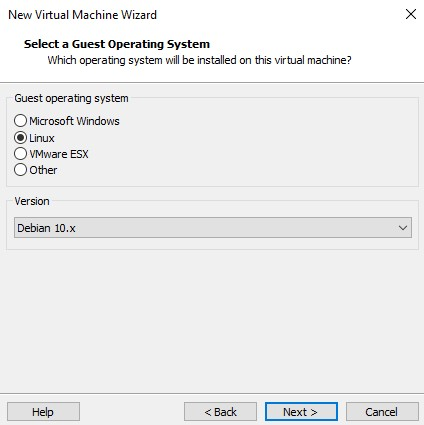 New Virtual Machine Wizard
Select a Guest Operating System
Which operating system will be installed on this virtual machine?
Guest operating system
Microsoft Windows
Linux
VMware ESX
Other
Version
Debian 10.x
Help
< Back
Next >
Cancel